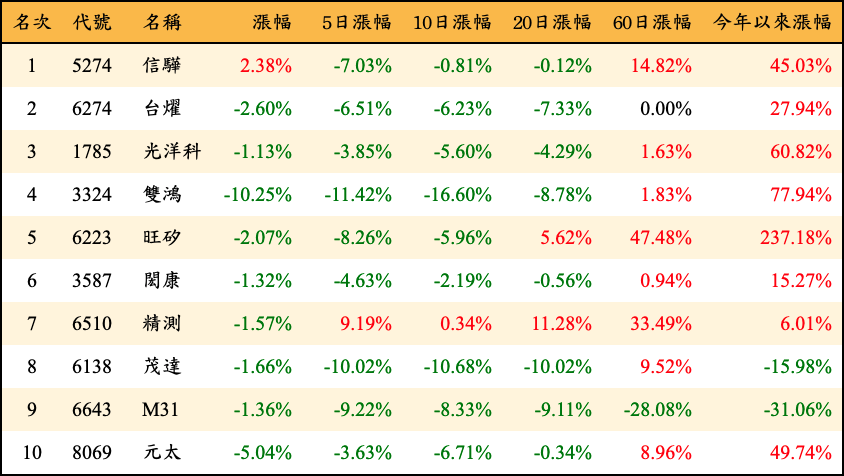 名次 代號 名稱 漲幅 5日漲幅 10日漲幅 20日漲幅 60日漲幅 今年以來漲幅
1 5274 信驊 2.38% -7.03% -0.81% -0.12% 14.82% 45.03%
2 6274 台燿 -2.60% -6.51% -6.23% -7.33% 0.00% 27.94%
3 1785 光洋科 -1.13% -3.85% -5.60% -4.29% 1.63% 60.82%
4 3324 雙鴻 -10.25% -11.42% -16.60% -8.78% 1.83% 77.94%
5 6223 旺矽 -2.07% -8.26% -5.96% 5.62% 47.48% 237.18%
6 3587 閎康 -1.32% -4.63% -2.19% -0.56% 0.94% 15.27%
7 6510 精測 -1.57% 9.19% 0.34% 11.28% 33.49% 6.01%
8 6138 茂達 -1.66% -10.02% -10.68% -10.02% 9.52% -15.98%
9 6643 M31 -1.36% -9.22% -8.33% -9.11% -28.08% -31.06%
10 8069 元太 -5.04% -3.63% -6.71% -0.34% 8.96% 49.74%